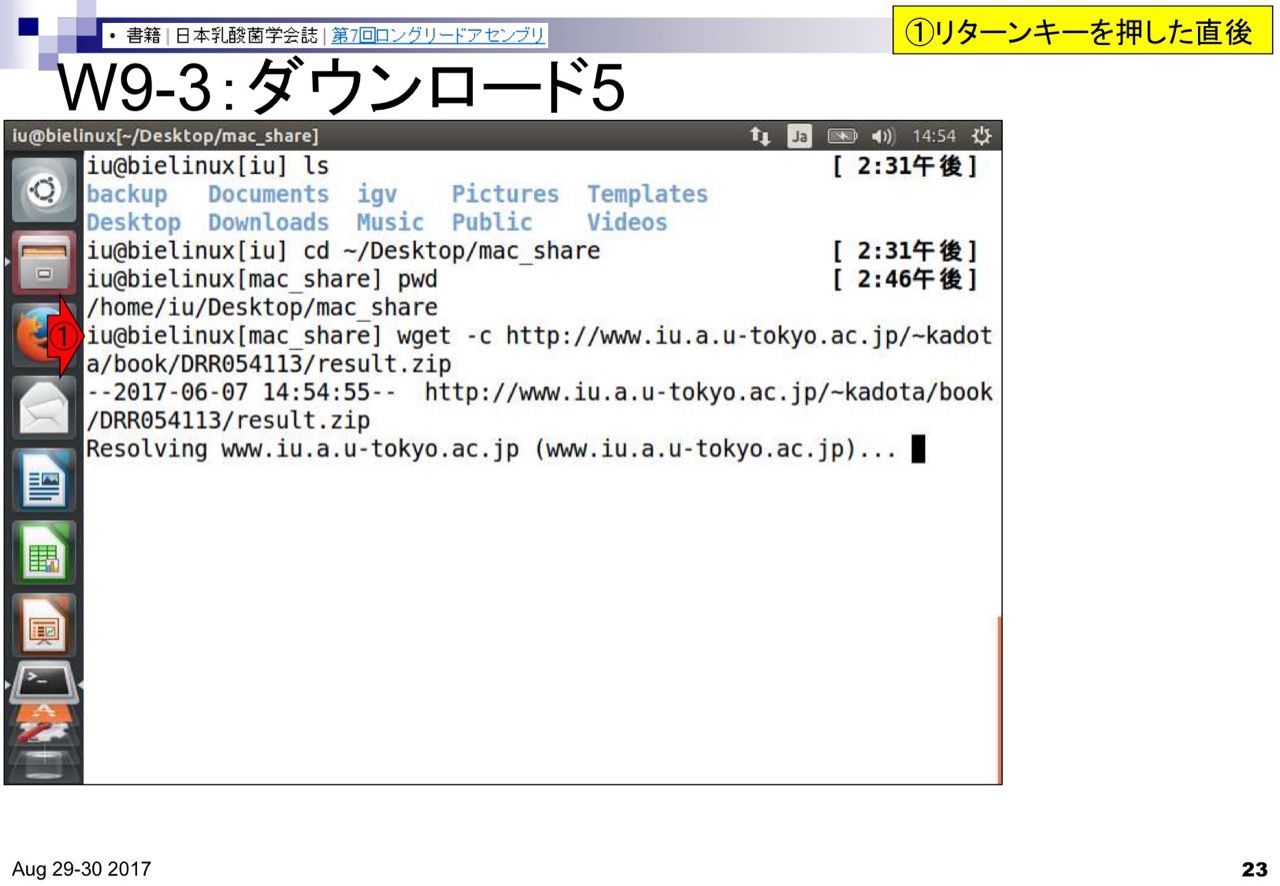 • 書籍 | 日本乳酸菌学会誌 | 第7回ロングリードアセンブリ
①リターンキーを押した直後
W9-3：ダウンロード5
iu@bielinux[~/Desktop/mac_share]
Ja
14:54
iu@bielinux[iu] ls [ 2:31午後]
backup Documents igv Pictures Templates
Desktop Downloads Music Public Videos
iu@bielinux[iu] cd ~/Desktop/mac_share [ 2:31午後]
iu@bielinux[mac_share] pwd [ 2:46午後]
/home/iu/Desktop/mac_share
①
iu@bielinux[mac_share] wget -c http://www.iu.a.u-tokyo.ac.jp/~kadot
a/book/DRR054113/result.zip
--2017-06-07 14:54:55-- http://www.iu.a.u-tokyo.ac.jp/~kadota/book
/DRR054113/result.zip
Resolving www.iu.a.u-tokyo.ac.jp (www.iu.a.u-tokyo.ac.jp)...
Aug 29-30 2017
23